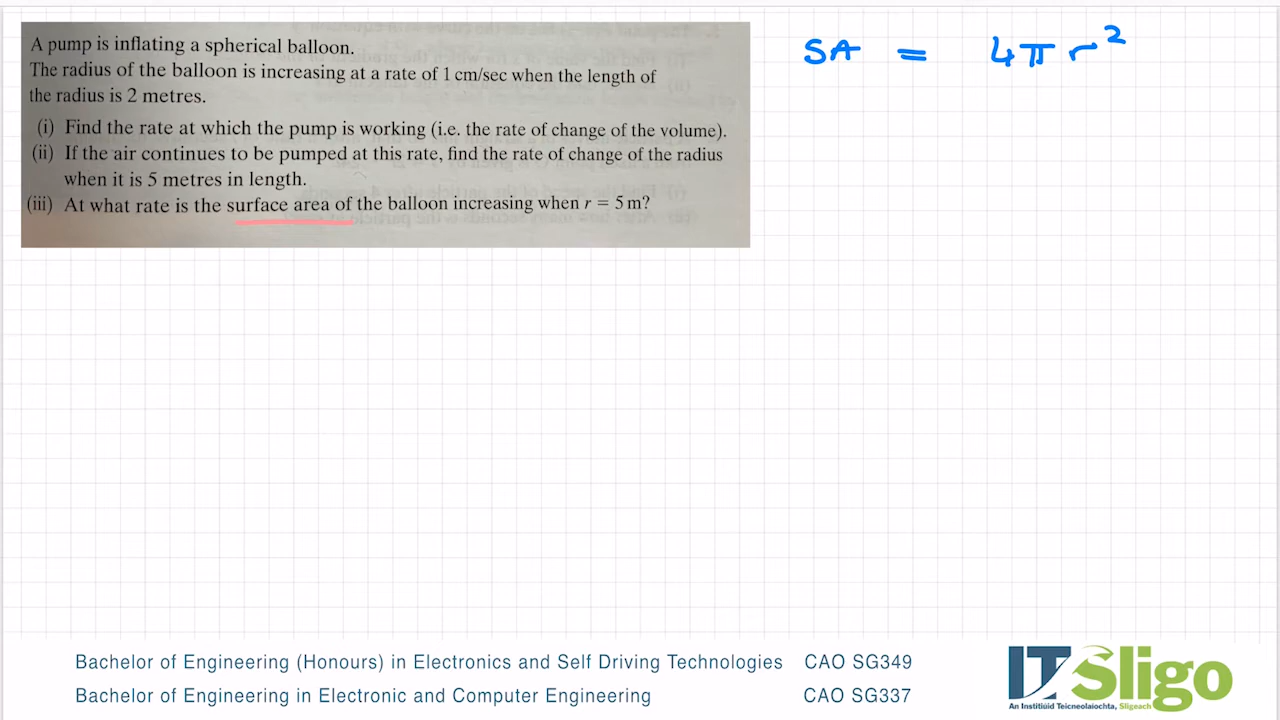 A pump is inflating a spherical balloon.
The radius of the balloon is increasing at a rate of 1 cm/sec when the length of
the radius is 2 metres.
(i) Find the rate at which the pump is working (i.e. the rate of change of the volume).
(ii) If the air continues to be pumped at this rate, find the rate of change of the radius
when it is 5 metres in length.
(iii) At what rate is the surface area of the balloon increasing when r = 5 m?
SA = 4πr²
Bachelor of Engineering (Honours) in Electronics and Self Driving Technologies CAO SG349
Bachelor of Engineering in Electronic and Computer Engineering CAO SG337
IT Sligo
An Institiúid Teicneolaíochta, Sligeach